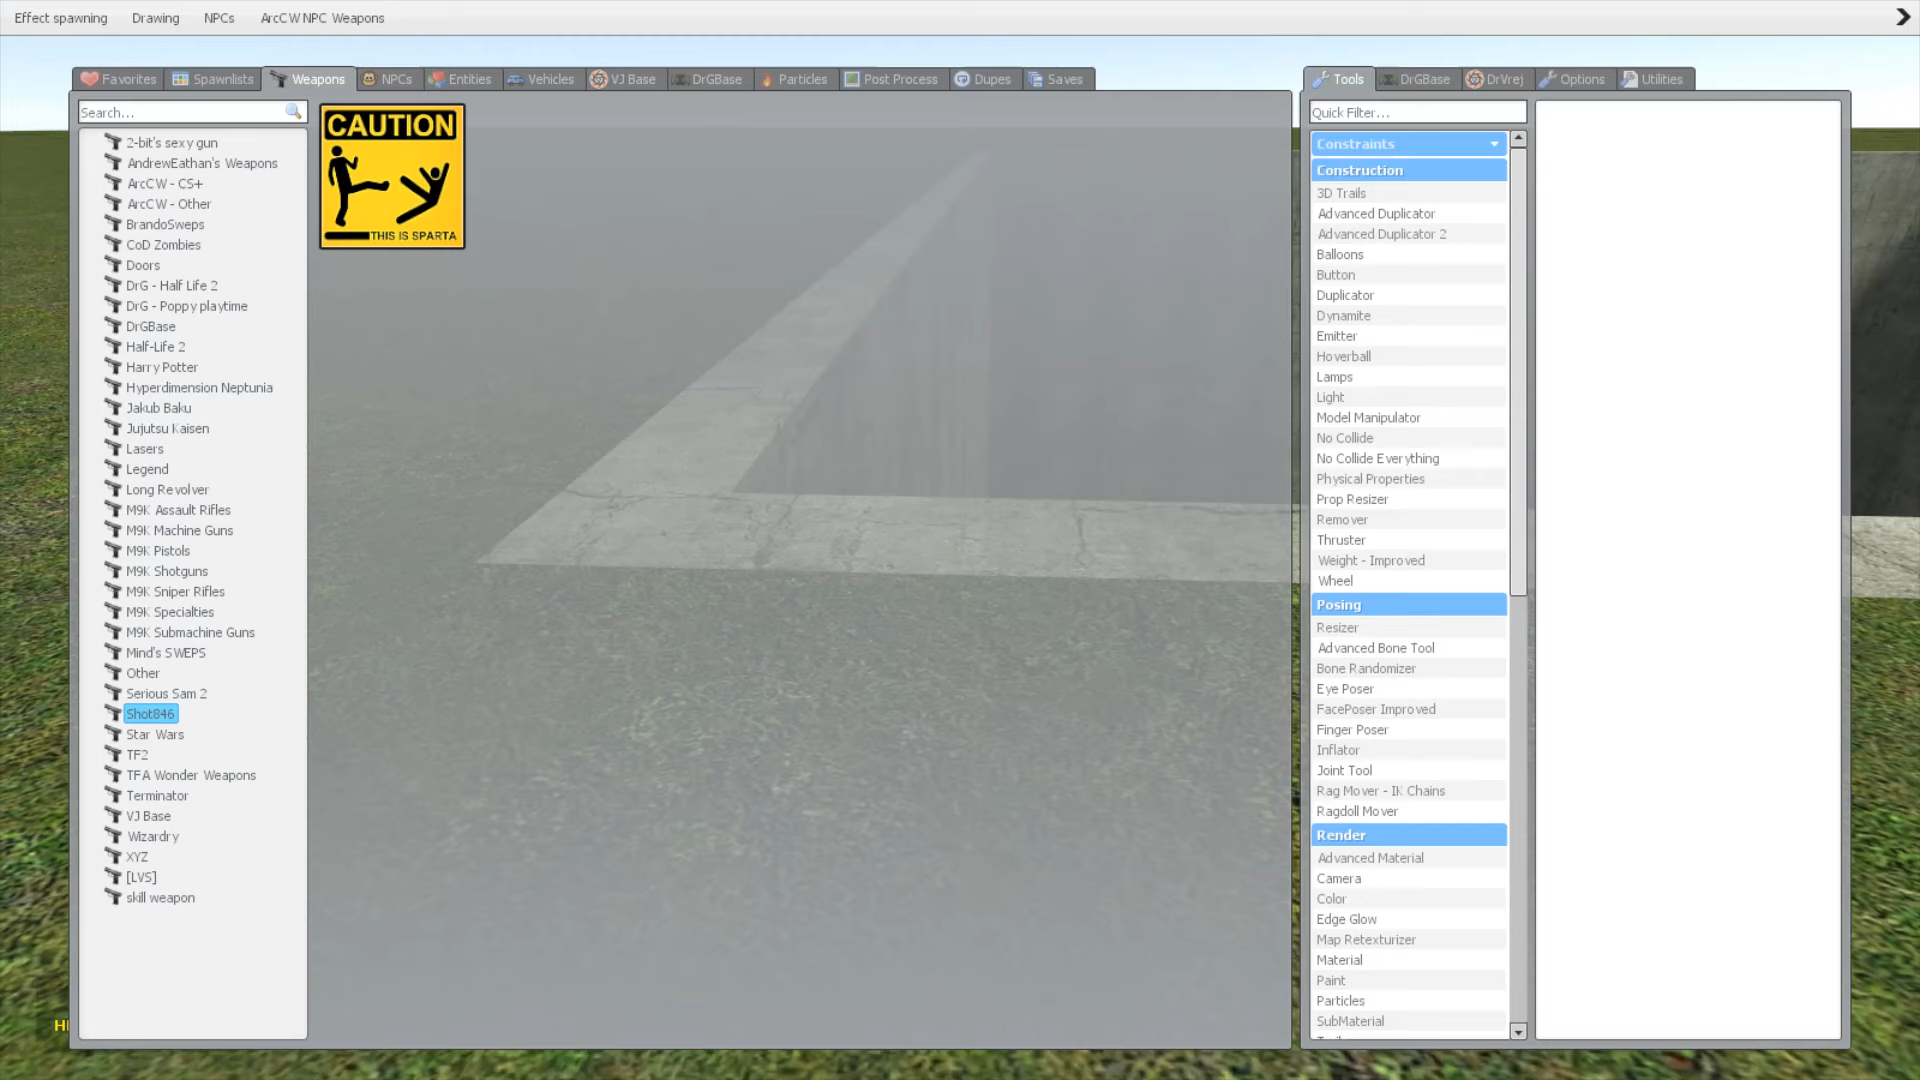 Effect spawning Drawing NPCs ArcCW NPC Weapons
Favorites Spawnlists Weapons NPCs Entities Vehicles VJ Base DrGBase Particles Post Process Dupes Saves
Search...
2-bit's sexy gun
AndrewEathan's Weapons
ArcCW - CS+
ArcCW - Other
BrandoSweps
CoD Zombies
Doors
DrG - Half Life 2
DrG - Poppy playtime
DrGBase
Half-Life 2
Harry Potter
Hyperdimension Neptunia
Jakub Baku
Jujutsu Kaisen
Lasers
Legend
Long Revolver
M9K Assault Rifles
M9K Machine Guns
M9K Pistols
M9K Shotguns
M9K Sniper Rifles
M9K Specialties
M9K Submachine Guns
Mind's SWEPS
Other
Serious Sam 2
Shot846
Star Wars
TF2
TFA Wonder Weapons
Terminator
VJ Base
Wizardry
XYZ
[LVS]
skill weapon
CAUTION
THIS IS SPARTA
Tools DrGBase DrVrej Options Utilities
Quick Filter...
Constraints
Construction
3D Trails
Advanced Duplicator
Advanced Duplicator 2
Balloons
Button
Duplicator
Dynamite
Emitter
Hoverball
Lamps
Light
Model Manipulator
No Collide
No Collide Everything
Physical Properties
Prop Resizer
Remover
Thruster
Weight - Improved
Wheel
Posing
Resizer
Advanced Bone Tool
Bone Randomizer
Eye Poser
FacePoser Improved
Finger Poser
Inflator
Joint Tool
Rag Mover - IK Chains
Ragdoll Mover
Render
Advanced Material
Camera
Color
Edge Glow
Map Retexturizer
Material
Paint
Particles
SubMaterial